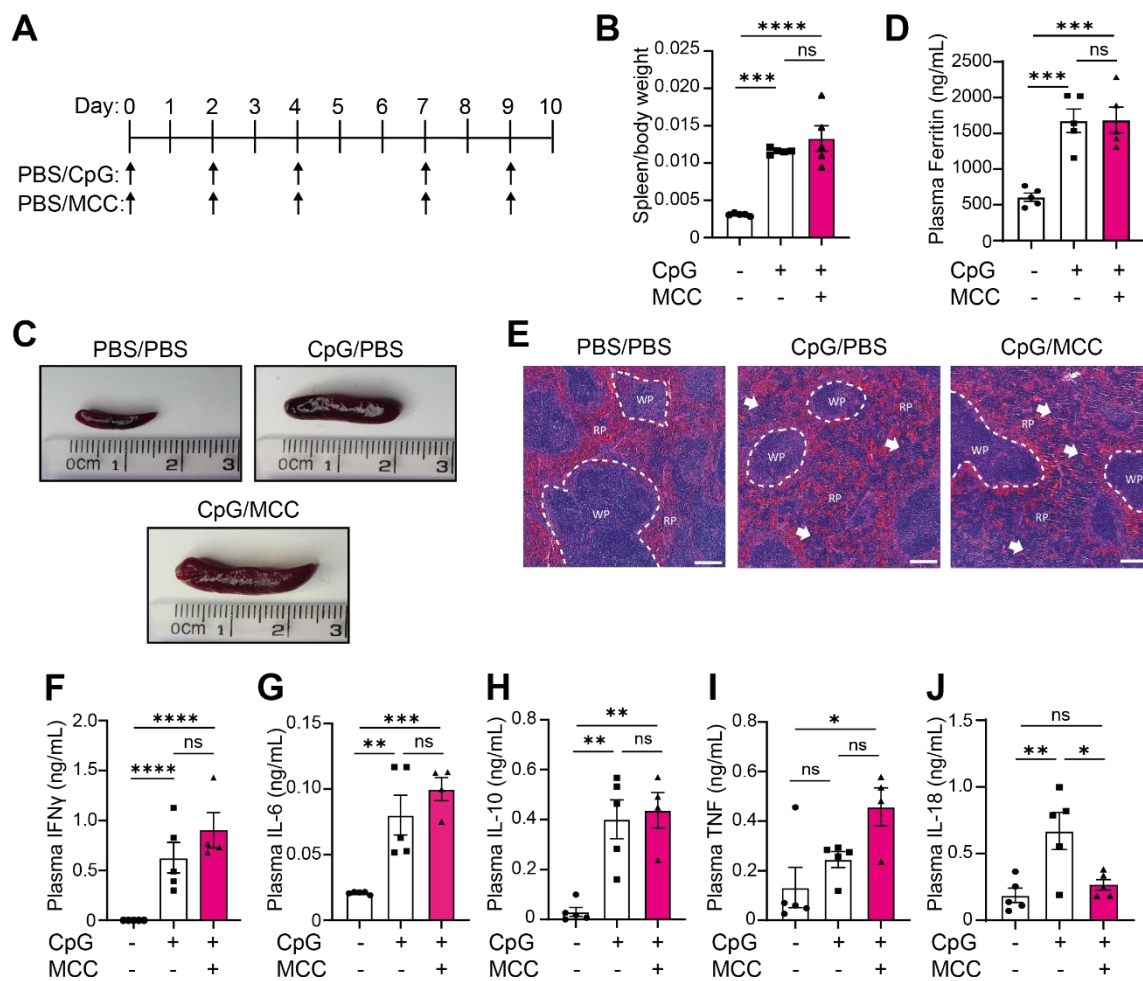 A
Day: 0 1 2 3 4 5 6 7 8 9 10
PBS/CpG:
PBS/MCC:
B
Spleen/body weight
0.025
0.020
0.015
0.010
0.005
0
****
ns
***
CpG - + +
MCC - - +
D
Plasma Ferritin (ng/mL)
2500
2000
1500
1000
500
0
***
ns
***
CpG - + +
MCC - - +
C
PBS/PBS
0cm 1 2 3
CpG/PBS
0cm 1 2 3
CpG/MCC
0cm 1 2 3
E
PBS/PBS
WP
RP
WP
RP
CpG/PBS
WP
RP
WP
RP
CpG/MCC
RP
RP
WP
WP
RP
F
Plasma IFNγ (ng/mL)
2.0
1.5
1.0
0.5
0
****
ns
****
CpG - + +
MCC - - +
G
Plasma IL-6 (ng/mL)
0.15
0.10
0.05
0
***
ns
**
CpG - + +
MCC - - +
H
Plasma IL-10 (ng/mL)
0.8
0.6
0.4
0.2
0
**
ns
**
CpG - + +
MCC - - +
I
Plasma TNF (ng/mL)
0.8
0.6
0.4
0.2
0
*
ns
ns
CpG - + +
MCC - - +
J
Plasma IL-18 (ng/mL)
1.5
1.0
0.5
0
ns
**
*
CpG - + +
MCC - - +